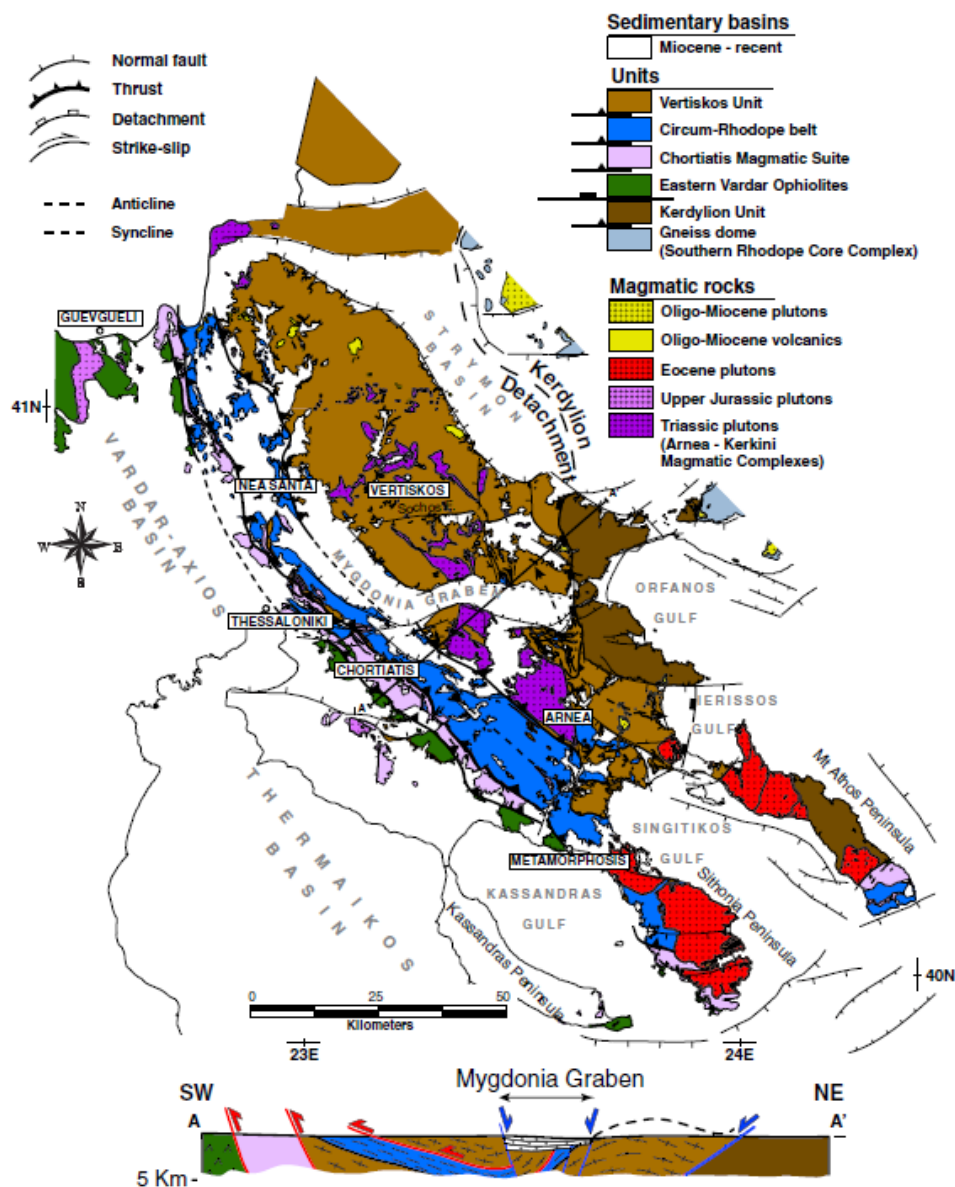 Normal fault
Thrust
Detachment
Strike-slip
Anticline
Syncline
Sedimentary basins
Miocene - recent
Units
Vertiskos Unit
Circum-Rhodope belt
Chortiatis Magmatic Suite
Eastern Vardar Ophiolites
Kerdylion Unit
Gneiss dome
(Southern Rhodope Core Complex)
Magmatic rocks
Oligo-Miocene plutons
Oligo-Miocene volcanics
Eocene plutons
Upper Jurassic plutons
Triassic plutons
(Arnea - Kerkini
Magmatic Complexes)
GUEVGUELI
STRYMON
BASIN
Kerdylion
Detachment
41N
VARDAR-AXIOS
BASIN
NEA SANTA
VERTISKOS
Sochos F.
A'
N
W
E
MYGDONIA GRABEN
ORFANOS
GULF
THESSALONIKI
CHORTIATIS
A
ARNEA
IERISSOS
GULF
Mt Athos Peninsula
THERMAIKOS
BASIN
SINGITIKOS
GULF
METAMORPHOSIS
KASSANDRAS
GULF
Sithonia Peninsula
Kassandras Peninsula
40N
0 25 50
Kilometers
23E
24E
Mygdonia Graben
SW
NE
A
A'
5 Km -